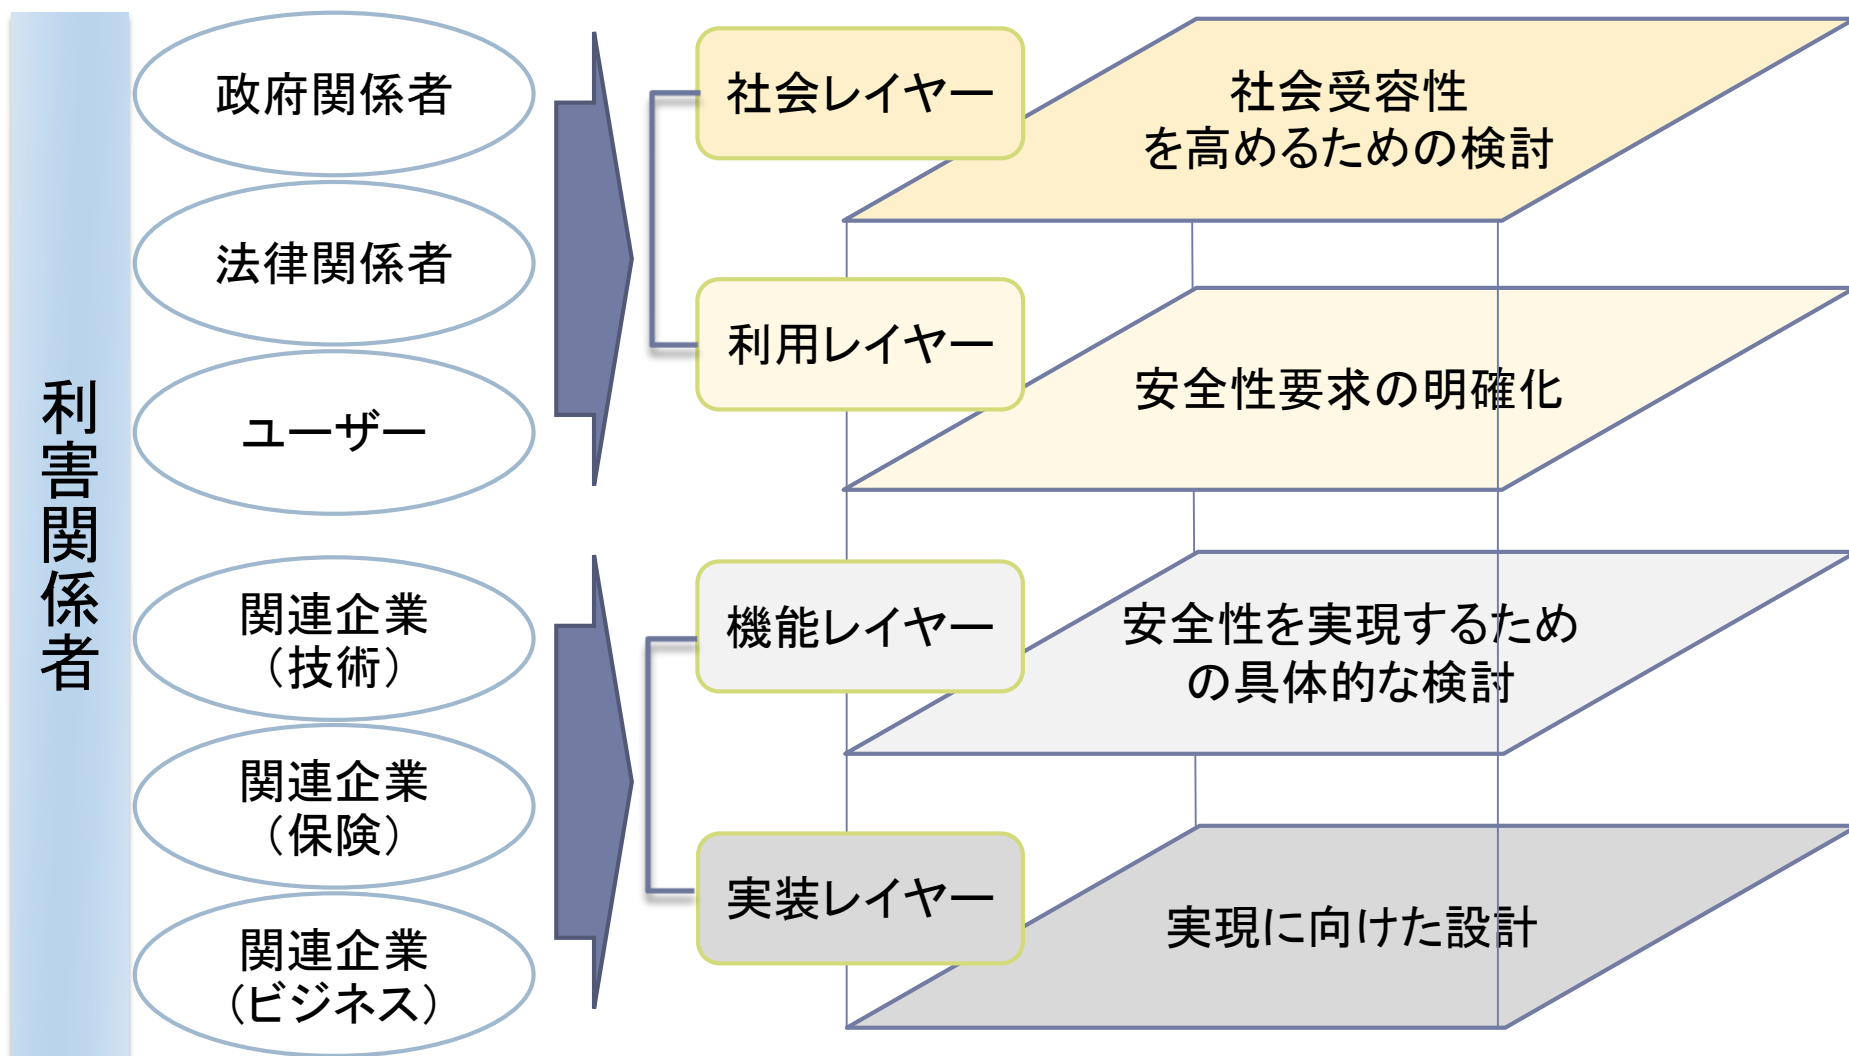 利害関係者
政府関係者
法律関係者
ユーザー
関連企業
（技術）
関連企業
（保険）
関連企業
（ビジネス）
社会レイヤー
社会受容性
を高めるための検討
利用レイヤー
安全性要求の明確化
機能レイヤー
安全性を実現するため
の具体的な検討
実装レイヤー
実現に向けた設計